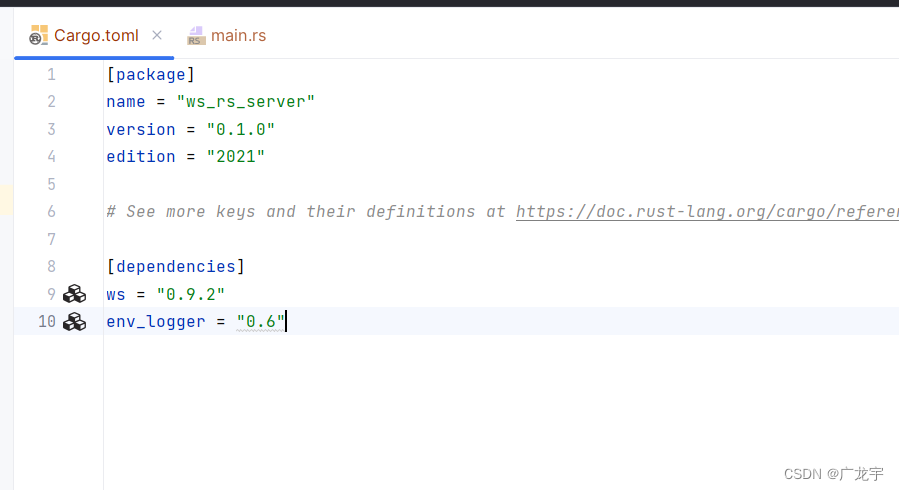 Cargo.toml
main.rs
1 [package]
2 name = "ws_rs_server"
3 version = "0.1.0"
4 edition = "2021"
5
6 # See more keys and their definitions at https://doc.rust-lang.org/cargo/referen
7
8 [dependencies]
9 ws = "0.9.2"
10 env_logger = "0.6"
CSDN @广龙宇